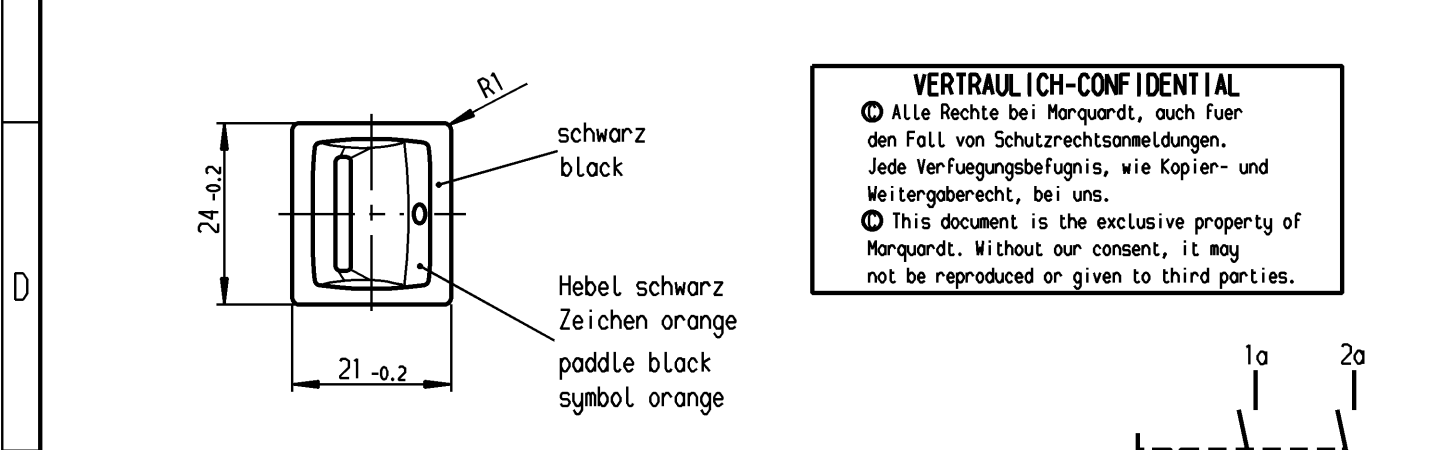 D
R1
schwarz
black
24 -0.2
Hebel schwarz
Zeichen orange
paddle black
symbol orange
21 -0.2
VERTRAULICH-CONFIDENTIAL
© Alle Rechte bei Marquardt, auch fuer
den Fall von Schutzrechtsanmeldungen.
Jede Verfuegungsbefugnis, wie Kopier- und
Weitergaberecht, bei uns.
© This document is the exclusive property of
Marquardt. Without our consent, it may
not be reproduced or given to third parties.
1a 2a